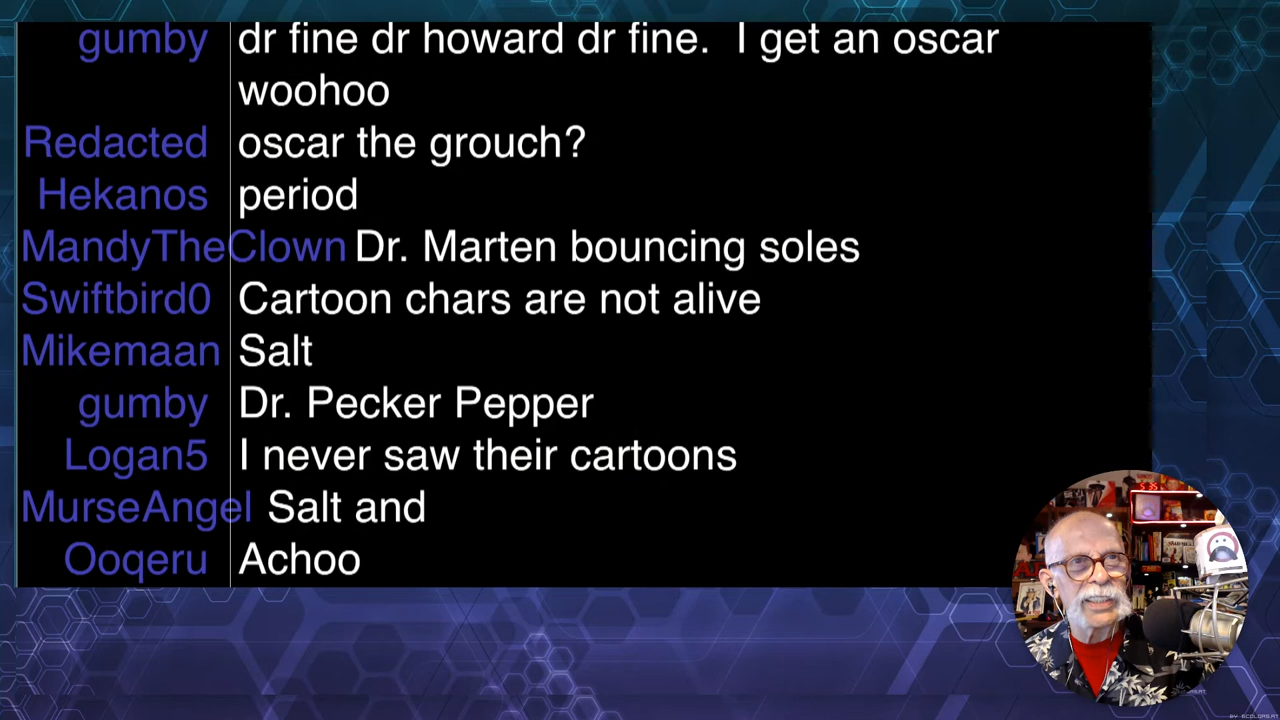 gumby dr fine dr howard dr fine. I get an oscar
woohoo
Redacted oscar the grouch?
Hekanos period
MandyTheClown Dr. Marten bouncing soles
Swiftbird0 Cartoon chars are not alive
Mikemaan Salt
gumby Dr. Pecker Pepper
Logan5 I never saw their cartoons
MurseAngel Salt and
Ooqeru Achoo